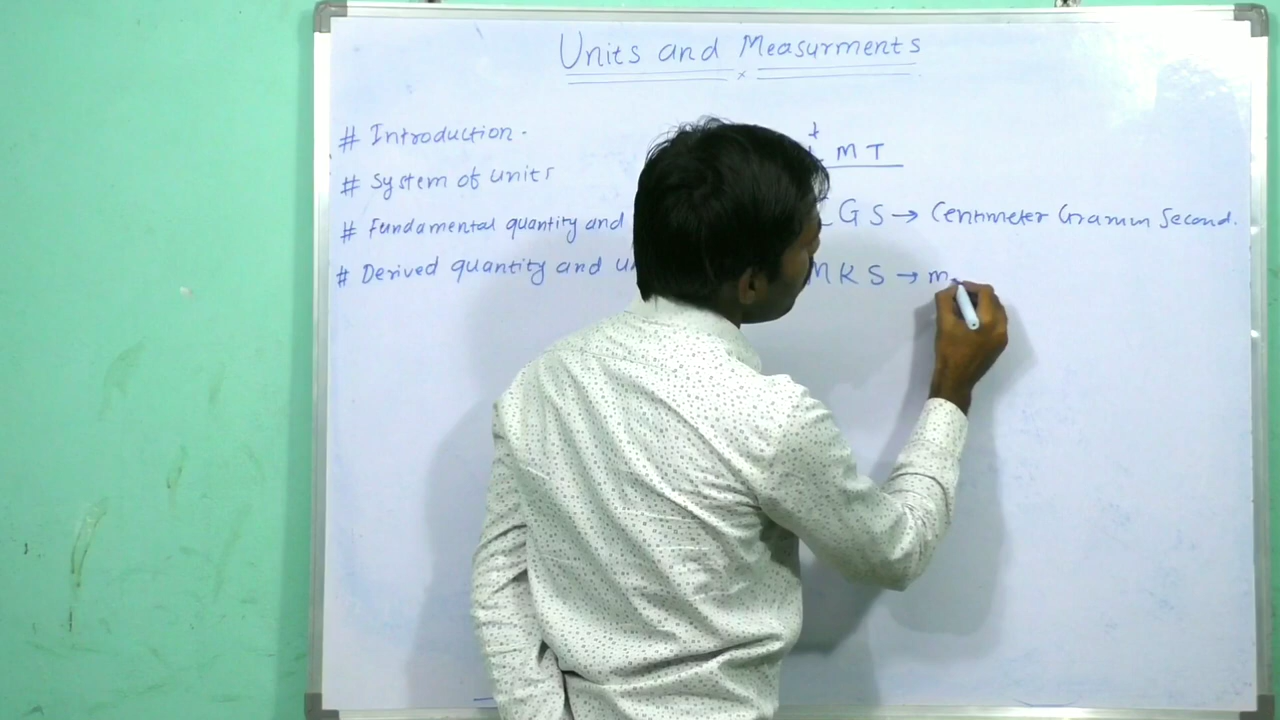 Units and Measurments
# Introduction.
# System of units
# Fundamental quantity and
# Derived quantity and
M T
G S → Centimeter Gramm Second.
M K S → m